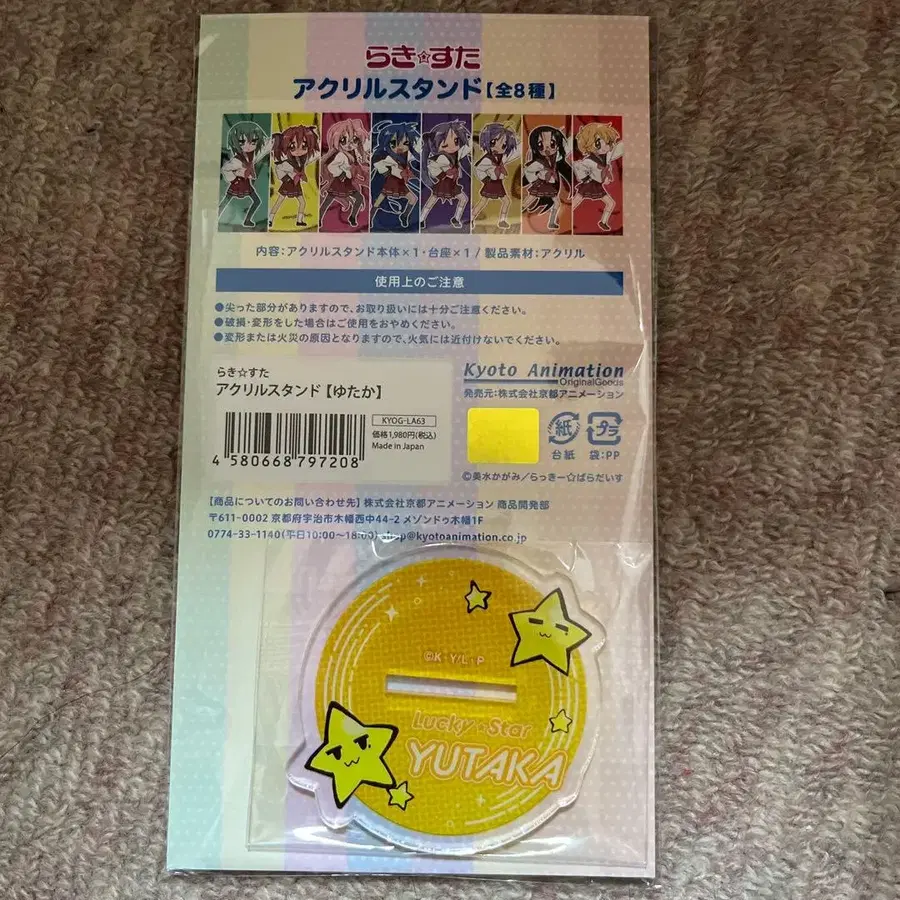 らき☆すた
アクリルスタンド【全8種】
内容：アクリルスタンド本体×1・台座×1 / 製品素材：アクリル
使用上のご注意
●尖った部分がありますので、お取り扱いには十分ご注意ください。
●破損・変形をした場合はご使用をおやめください。
●変形または火災の原因となりますので、火気には近付けないでください。
らき☆すた
アクリルスタンド【ゆたか】
KYOG-LA63
価格1,980円(税込)
Made in Japan
4 580668 797208
Kyoto Animation
OriginalGoods
発売元：株式会社京都アニメーション
紙
プラ
台紙 袋：PP
©美水かがみ/らっきー☆ぱらだいす
【商品についてのお問い合わせ先】株式会社京都アニメーション 商品開発部
〒611-0002 京都府宇治市木幡西中44-2 メゾンドゥ木幡1F
0774-33-1140(平日10:00～18:00) shop@kyotoanimation.co.jp
©K・Y/L・P
Lucky☆Star
YUTAKA